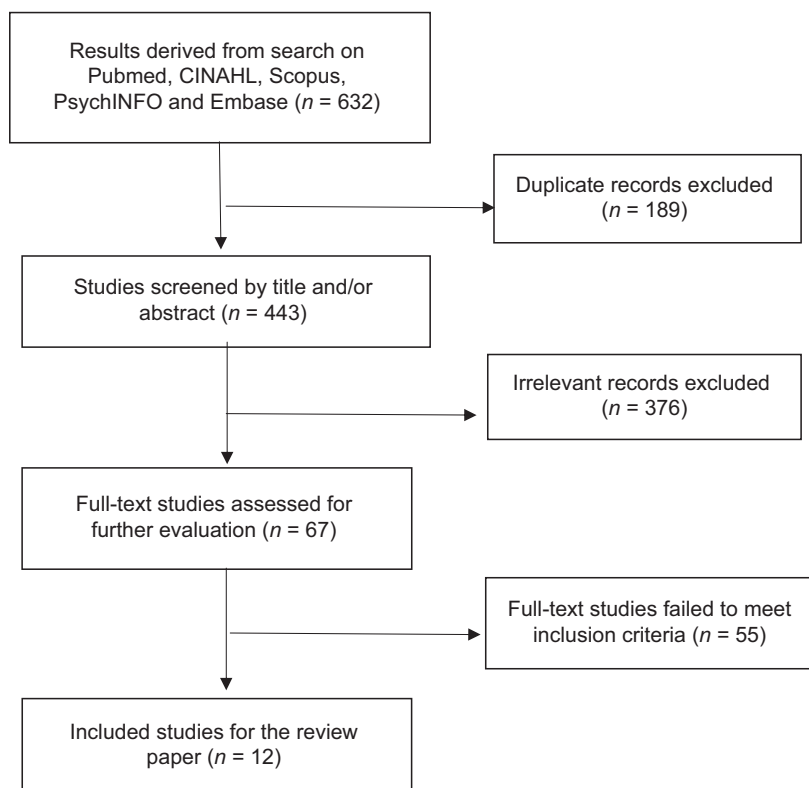 Results derived from search on
Pubmed, CINAHL, Scopus,
PsychINFO and Embase (n = 632)
Duplicate records excluded
(n = 189)
Studies screened by title and/or
abstract (n = 443)
Irrelevant records excluded
(n = 376)
Full-text studies assessed for
further evaluation (n = 67)
Full-text studies failed to meet
inclusion criteria (n = 55)
Included studies for the review
paper (n = 12)